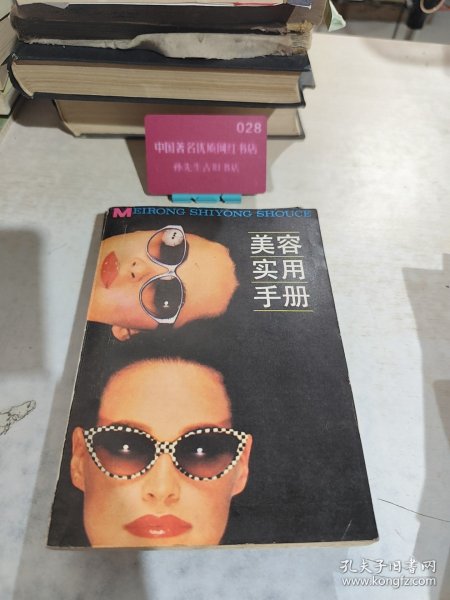 028
中国著名优质网红书店
孙先生古旧书店
MEIRONG SHIYONG SHOUCE
美容
实用
手册
孔夫子旧书网
www.kongfz.com